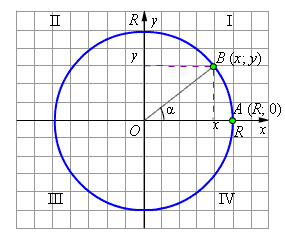 II R y I
y B (x; y)
α A (R; 0)
O x R x
III IV